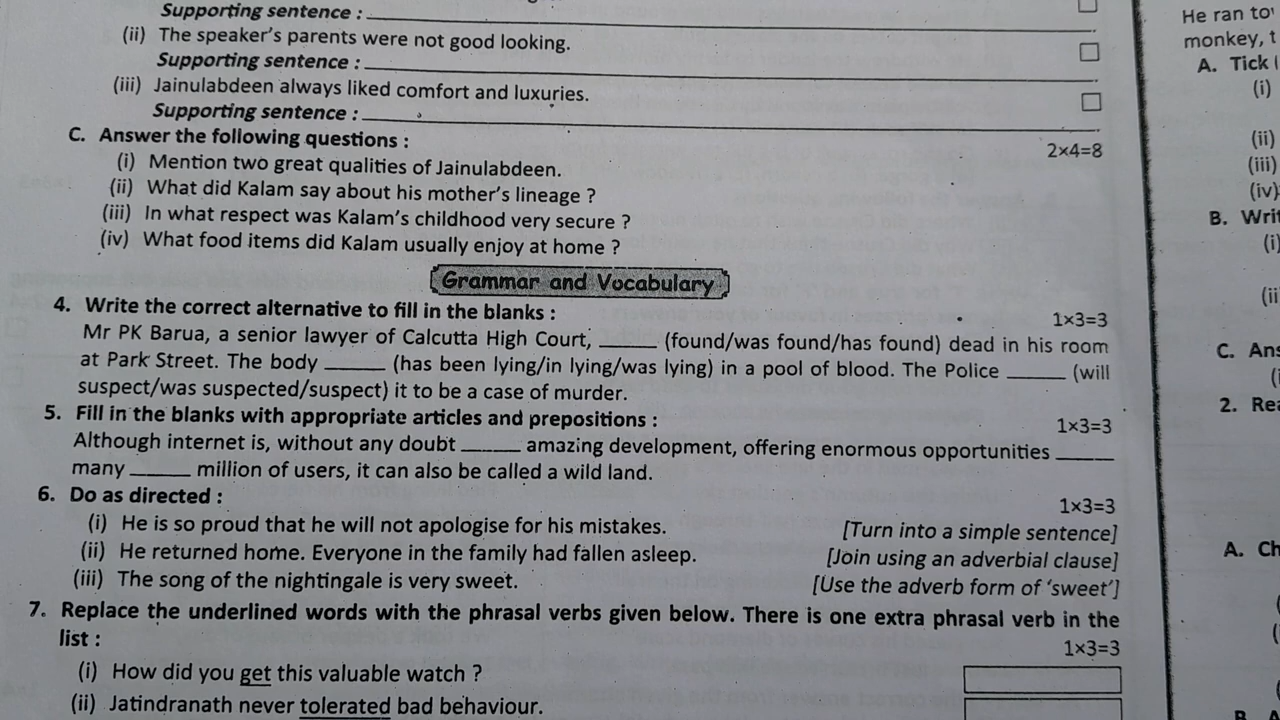 Supporting sentence : ______.
(ii) The speaker's parents were not good looking.
Supporting sentence : ______.
(iii) Jainulabdeen always liked comfort and luxuries.
Supporting sentence : ______.
C. Answer the following questions : 2×4=8
(i) Mention two great qualities of Jainulabdeen.
(ii) What did Kalam say about his mother's lineage ?
(iii) In what respect was Kalam's childhood very secure ?
(iv) What food items did Kalam usually enjoy at home ?
Grammar and Vocabulary
4. Write the correct alternative to fill in the blanks : 1×3=3
Mr PK Barua, a senior lawyer of Calcutta High Court, ______ (found/was found/has found) dead in his room
at Park Street. The body ______ (has been lying/in lying/was lying) in a pool of blood. The Police ______ (will
suspect/was suspected/suspect) it to be a case of murder.
5. Fill in the blanks with appropriate articles and prepositions : 1×3=3
Although internet is, without any doubt ______ amazing development, offering enormous opportunities ______
many ______ million of users, it can also be called a wild land.
6. Do as directed : 1×3=3
(i) He is so proud that he will not apologise for his mistakes. [Turn into a simple sentence]
(ii) He returned home. Everyone in the family had fallen asleep. [Join using an adverbial clause]
(iii) The song of the nightingale is very sweet. [Use the adverb form of 'sweet']
7. Replace the underlined words with the phrasal verbs given below. There is one extra phrasal verb in the
list : 1×3=3
(i) How did you get this valuable watch ?
(ii) Jatindranath never tolerated bad behaviour.
He ran
monkey,
A. Tick
(i)
(ii)
(iii)
(iv)
B.
(i)
(ii
C.
2.
A.